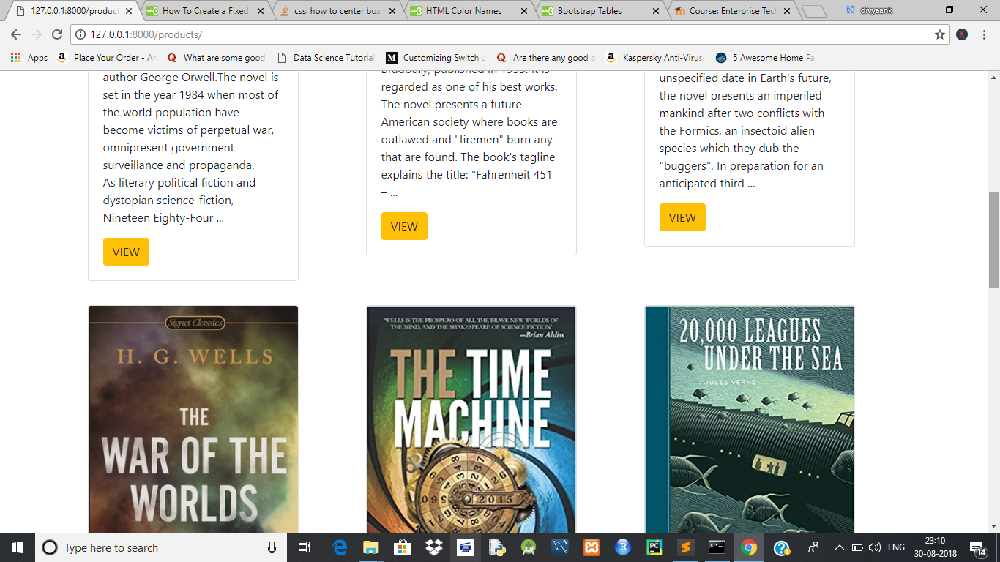 127.0.0.1:8000/product
How To Create a Fixed
css: how to center box
HTML Color Names
Bootstrap Tables
Course: Enterprise Tec
divyaank
127.0.0.1:8000/products/
K
Apps
Place Your Order - A
What are some good
Data Science Tutorial
Customizing Switch u
Are there any good b
Kaspersky Anti-Virus
5 Awesome Home Pa
author George Orwell.The novel is
set in the year 1984 when most of
the world population have
become victims of perpetual war,
omnipresent government
surveillance and propaganda.
As literary political fiction and
dystopian science-fiction,
Nineteen Eighty-Four ...
VIEW
Bradbury, published in 1953. It is
regarded as one of his best works.
The novel presents a future
American society where books are
outlawed and "firemen" burn any
that are found. The book's tagline
explains the title: "Fahrenheit 451
– ...
VIEW
unspecified date in Earth's future,
the novel presents an imperiled
mankind after two conflicts with
the Formics, an insectoid alien
species which they dub the
"buggers". In preparation for an
anticipated third ...
VIEW
Signet Classics
H. G. WELLS
THE
WAR OF THE
WORLDS
"WELLS IS THE PROSPERO OF ALL THE BRAVE NEW WORLDS OF
THE MIND, AND THE SHAKESPEARE OF SCIENCE FICTION"
—Brian Aldiss
THE TIME
MACHINE
2015
20,000 LEAGUES
UNDER THE SEA
JULES VERNE
Type here to search
ENG
23:10
30-08-2018
14